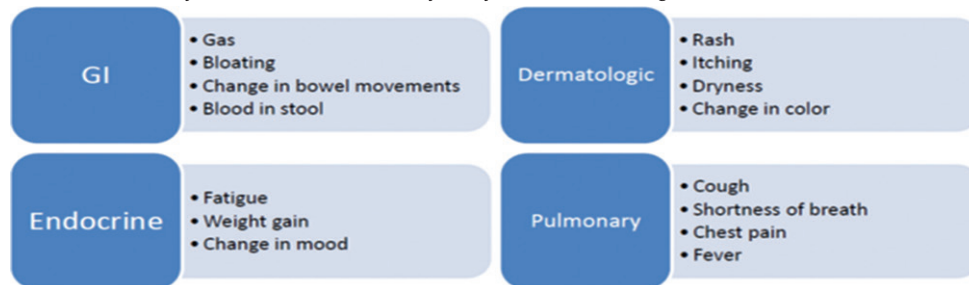 GI
• Gas
• Bloating
• Change in bowel movements
• Blood in stool
Dermatologic
• Rash
• Itching
• Dryness
• Change in color
Endocrine
• Fatigue
• Weight gain
• Change in mood
Pulmonary
• Cough
• Shortness of breath
• Chest pain
• Fever